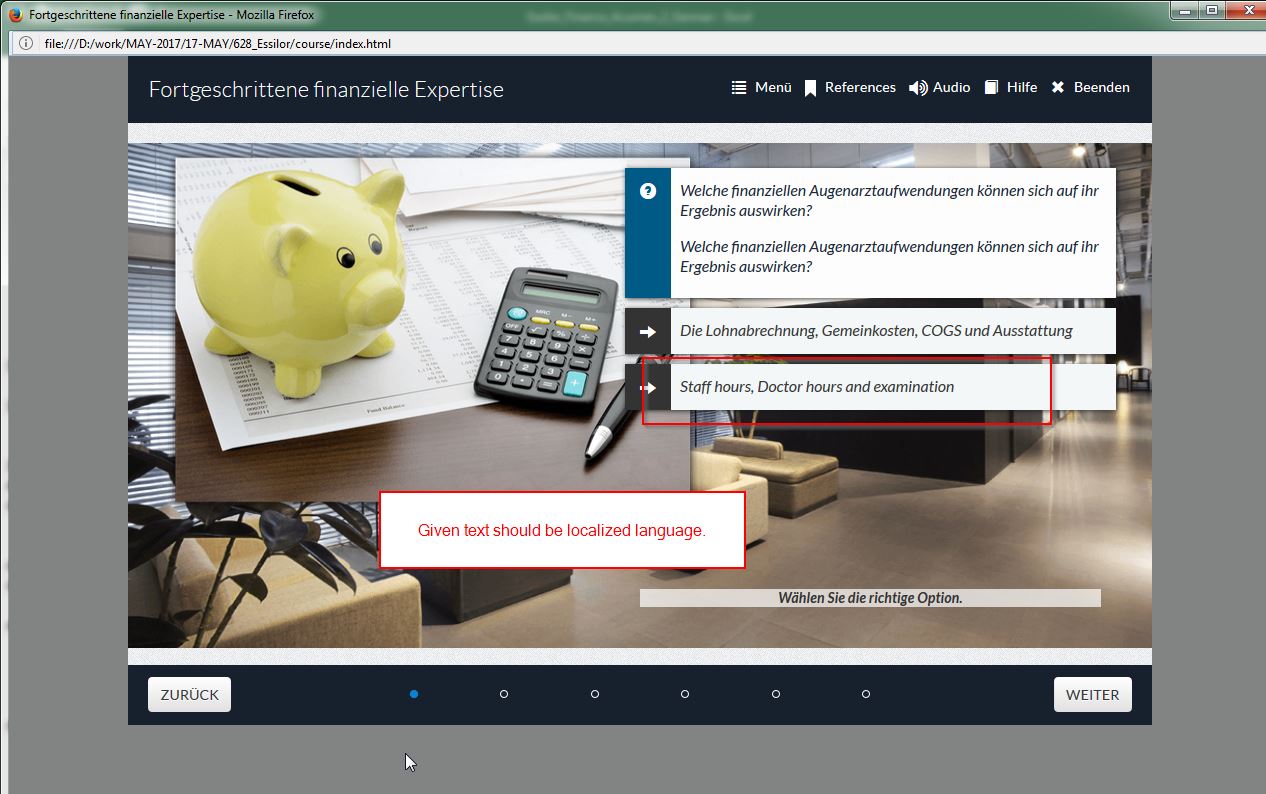 Fortgeschrittene finanzielle Expertise - Mozilla Firefox
file:///D:/work/MAY-2017/17-MAY/628_Essilor/course/index.html
Fortgeschrittene finanzielle Expertise
Menü References Audio Hilfe Beenden
Welche finanziellen Augenarztaufwendungen können sich auf ihr
Ergebnis auswirken?
Welche finanziellen Augenarztaufwendungen können sich auf ihr
Ergebnis auswirken?
Die Lohnabrechnung, Gemeinkosten, COGS und Ausstattung
Staff hours, Doctor hours and examination
Fund Balance
Given text should be localized language.
Wählen Sie die richtige Option.
ZURÜCK
WEITER